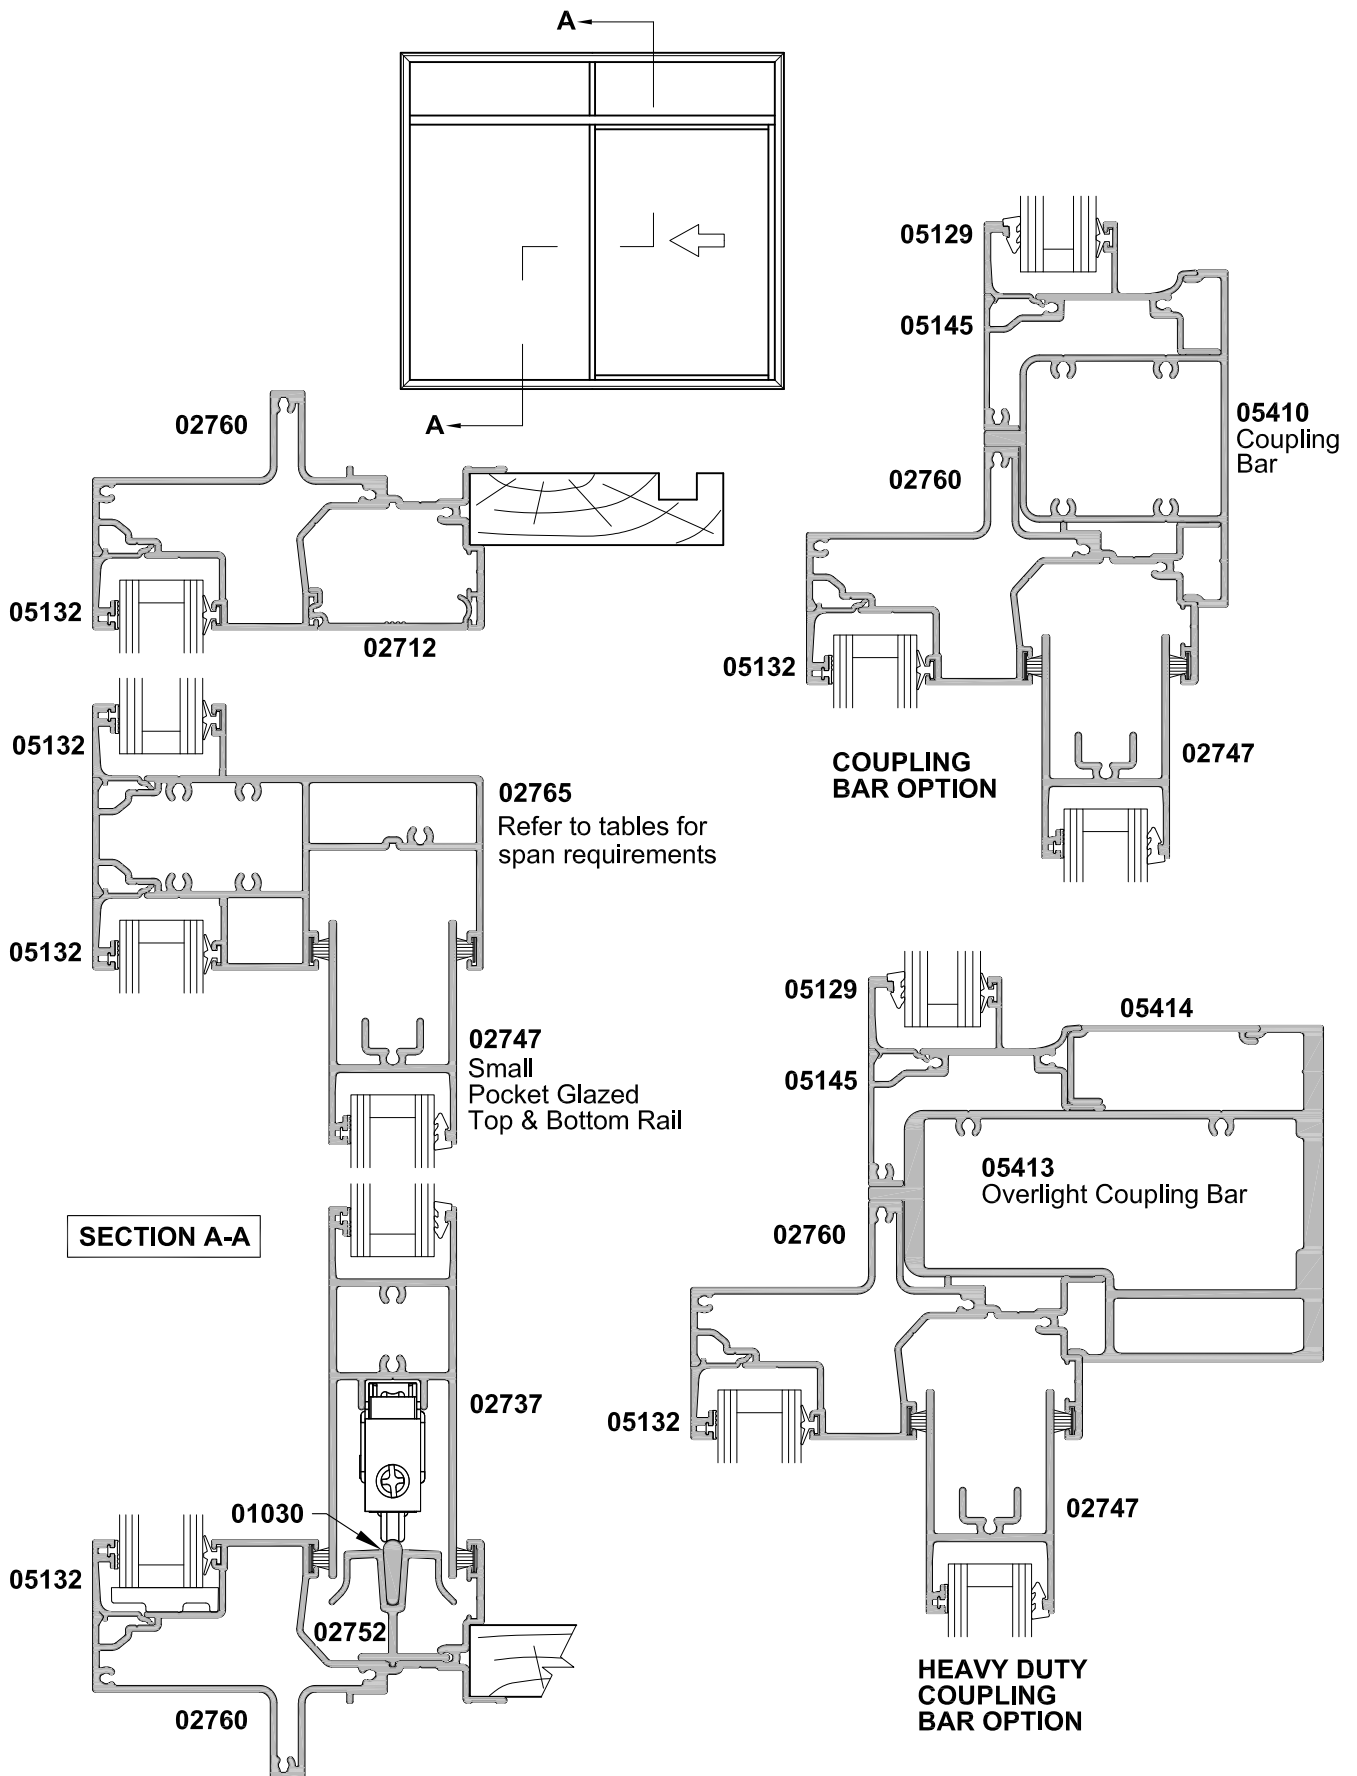 A
A
02760
05132
02712
05132
02765
Refer to tables for
span requirements
05132
02747
Small
Pocket Glazed
Top & Bottom Rail
SECTION A-A
02737
01030
05132
02752
02760
05129
05145
05410
Coupling
Bar
02760
05132
COUPLING
BAR OPTION
02747
05129
05414
05145
05413
Overlight Coupling Bar
02760
05132
02747
HEAVY DUTY
COUPLING
BAR OPTION